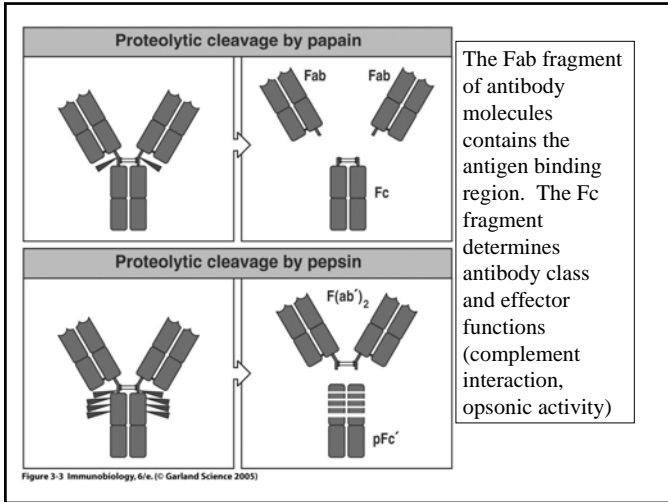 Proteolytic cleavage by papain
Fab
Fab
Fc
Proteolytic cleavage by pepsin
F(ab´)2
pFc´
Figure 3-3 Immunobiology, 6/e. (© Garland Science 2005)
The Fab fragment
of antibody
molecules
contains the
antigen binding
region.  The Fc
fragment
determines
antibody class
and effector
functions
(complement
interaction,
opsonic activity)